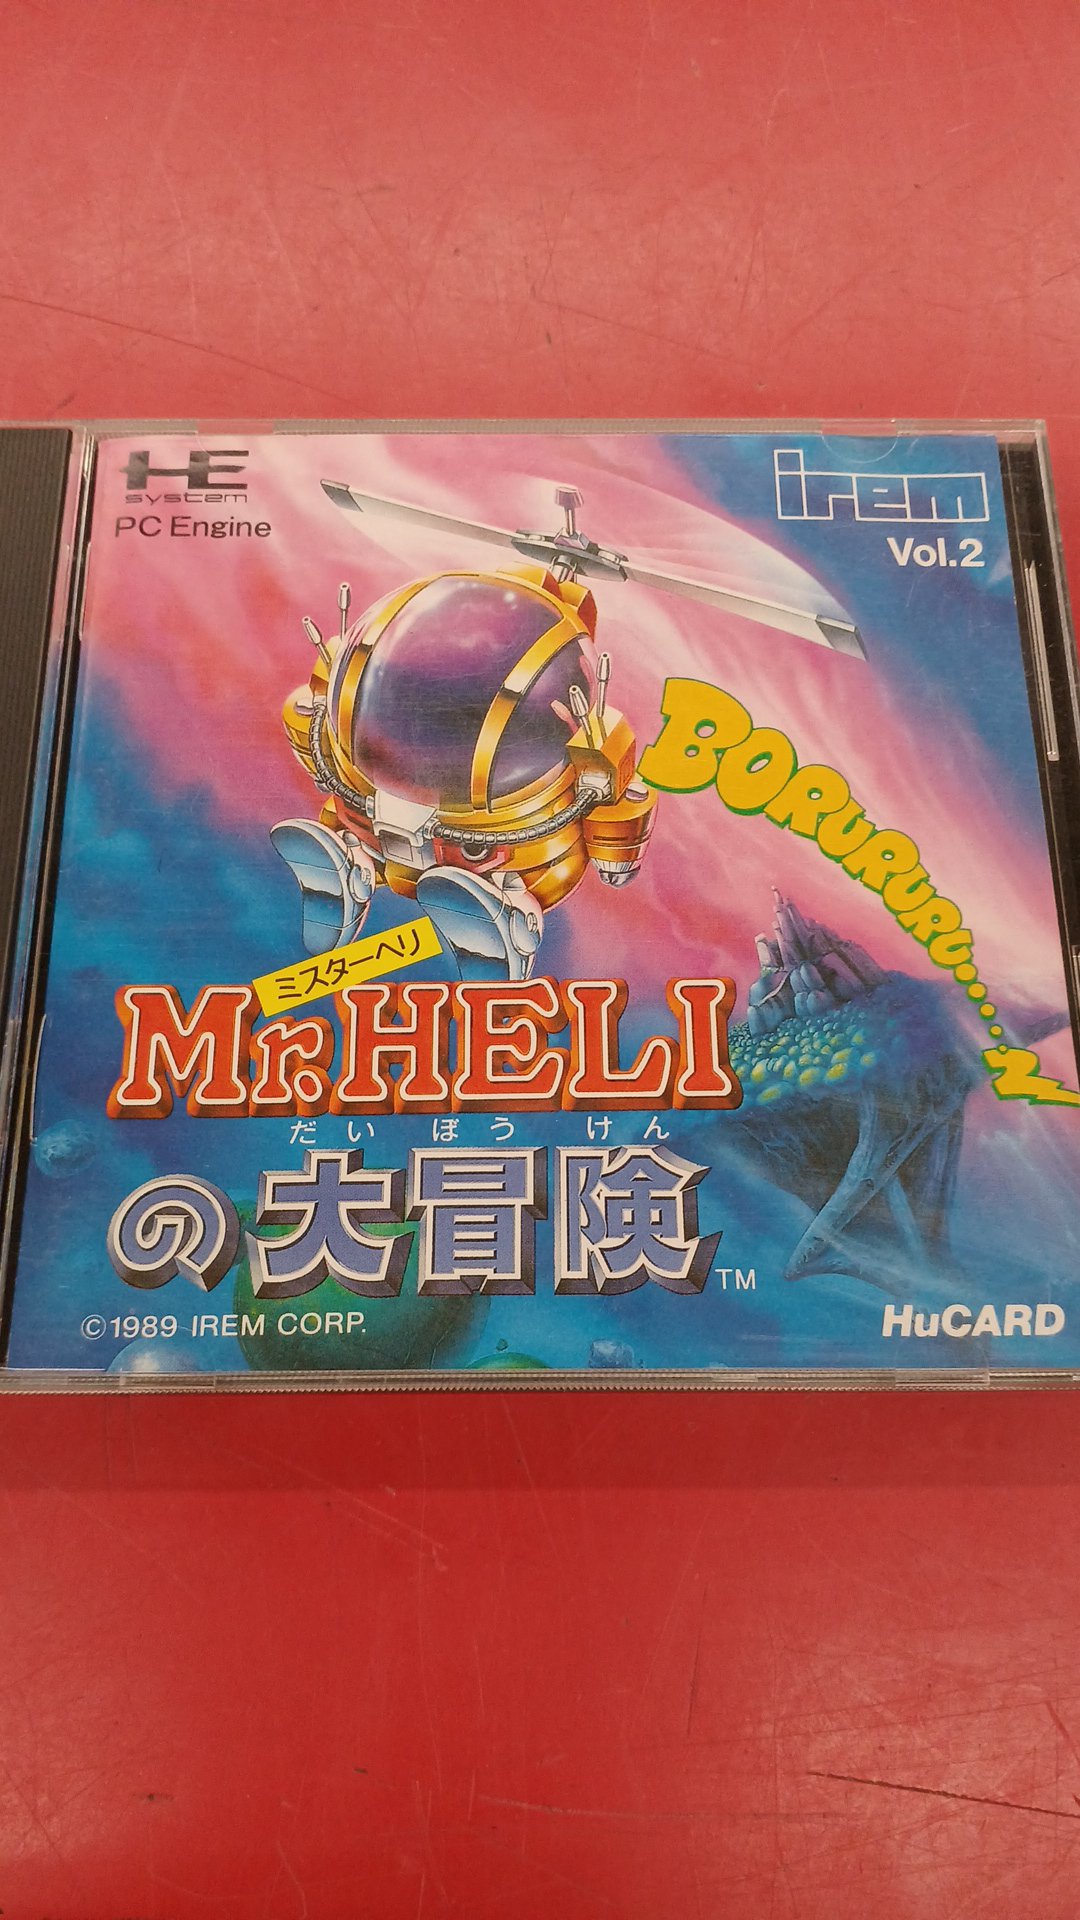 HE
system
PC Engine
irem
Vol.2
BORURURURU....
ミスターヘリ
Mr.HELI
だいぼうけん
の大冒険 TM
©1989 IREM CORP.
HuCARD